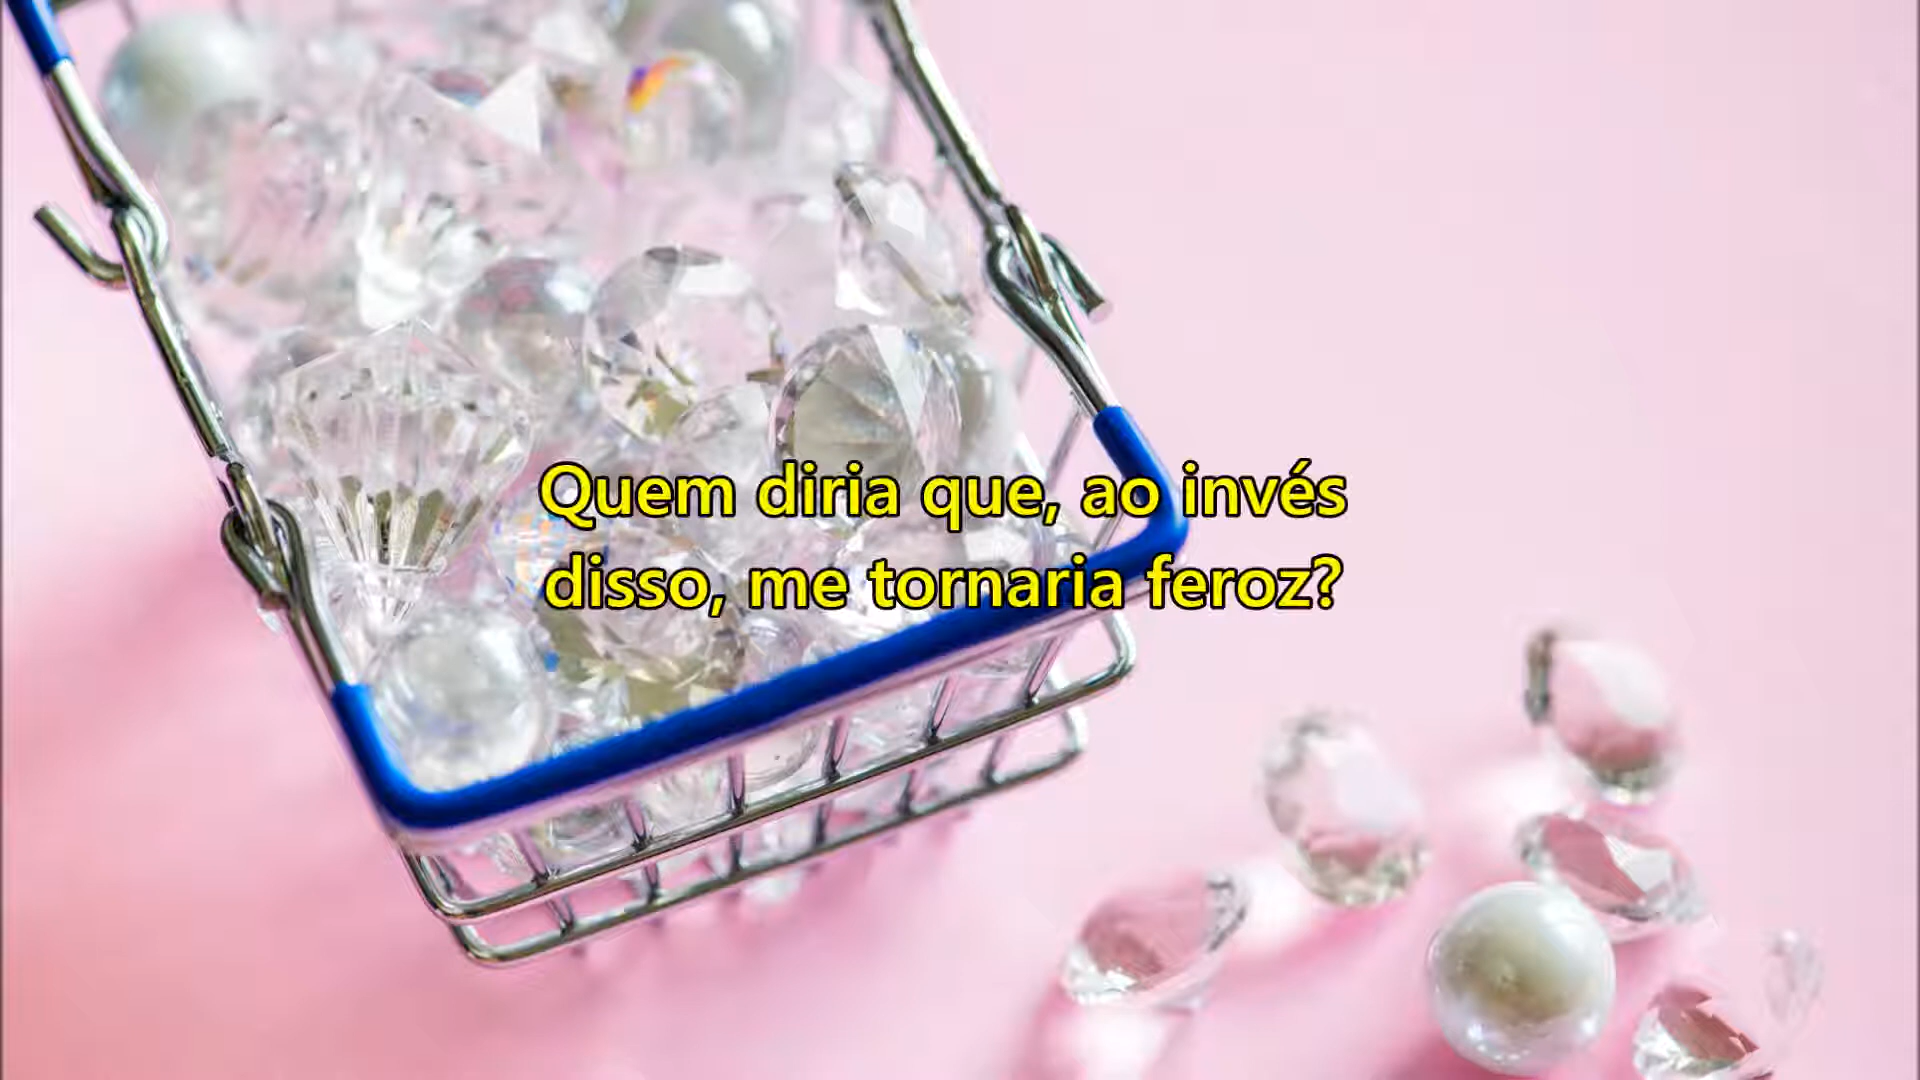 Quem diria que, ao invés
disso, me tornaria feroz?